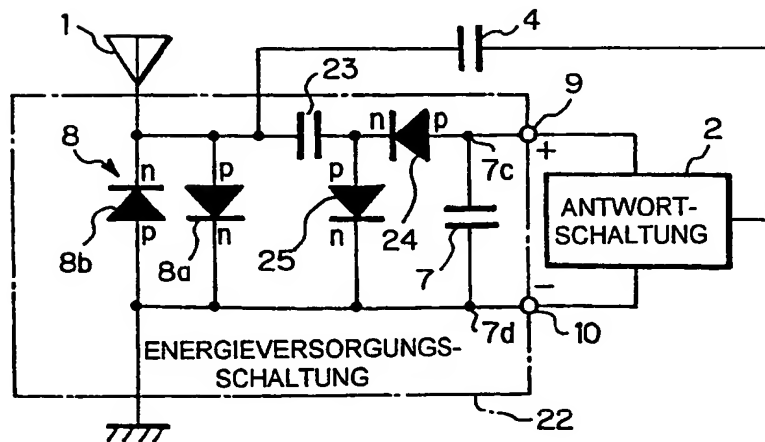 1
4
23
9
8
n
p
n
p
7c
+
2
ANTWORT-
SCHALTUNG
p
p
8b
8a
n
25
n
24
7
−
7d
10
ENERGIEVERSORGUNGS-
SCHALTUNG
22